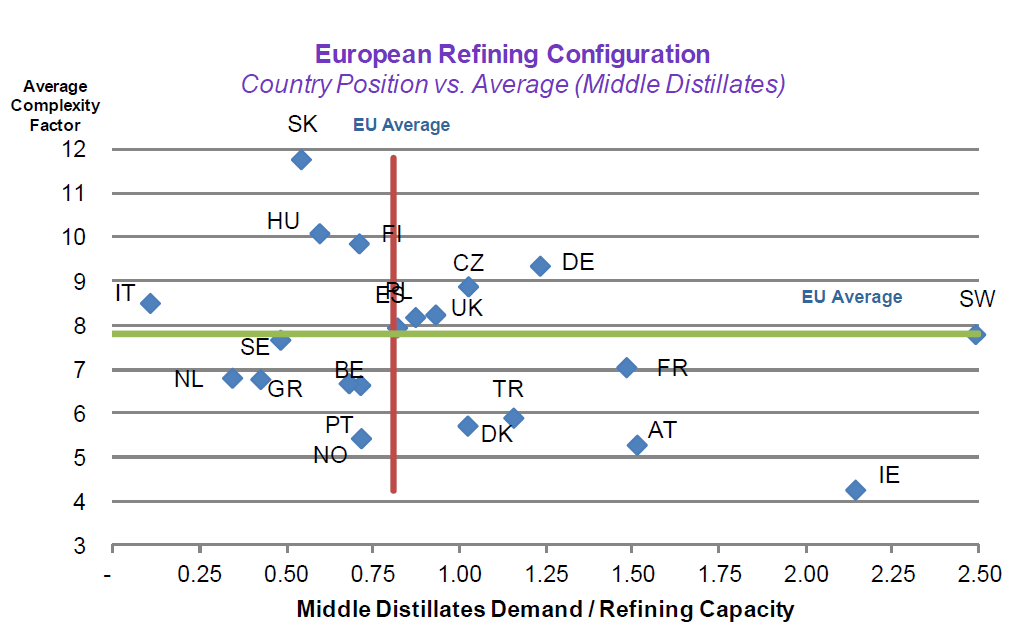 European Refining Configuration
Country Position vs. Average (Middle Distillates)
Average
Complexity
Factor
SK
EU Average
12
11
10
9
8
7
6
5
4
3
HU
FI
CZ
DE
IT
ES
PL
UK
EU Average
SW
SE
NL
GR
BE
FR
TR
PT
DK
AT
NO
IE
-
0.25
0.50
0.75
1.00
1.25
1.50
1.75
2.00
2.25
2.50
Middle Distillates Demand / Refining Capacity